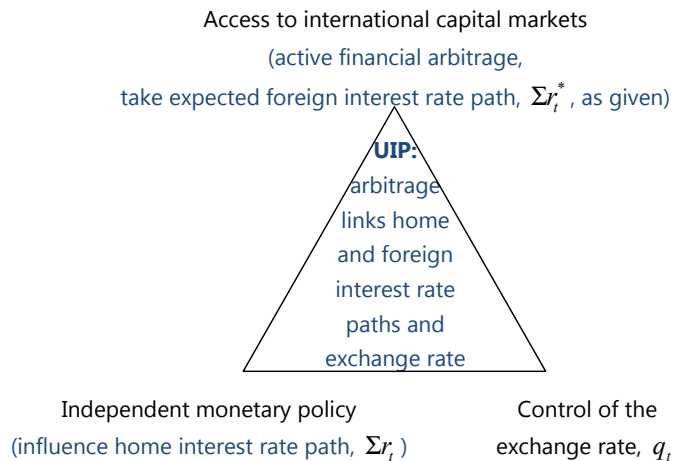 Access to international capital markets
(active financial arbitrage,
take expected foreign interest rate path, Σr*t , as given)
UIP:
arbitrage
links home
and foreign
interest rate
paths and
exchange rate
Independent monetary policy
(influence home interest rate path, Σrt )
Control of the
exchange rate, qt